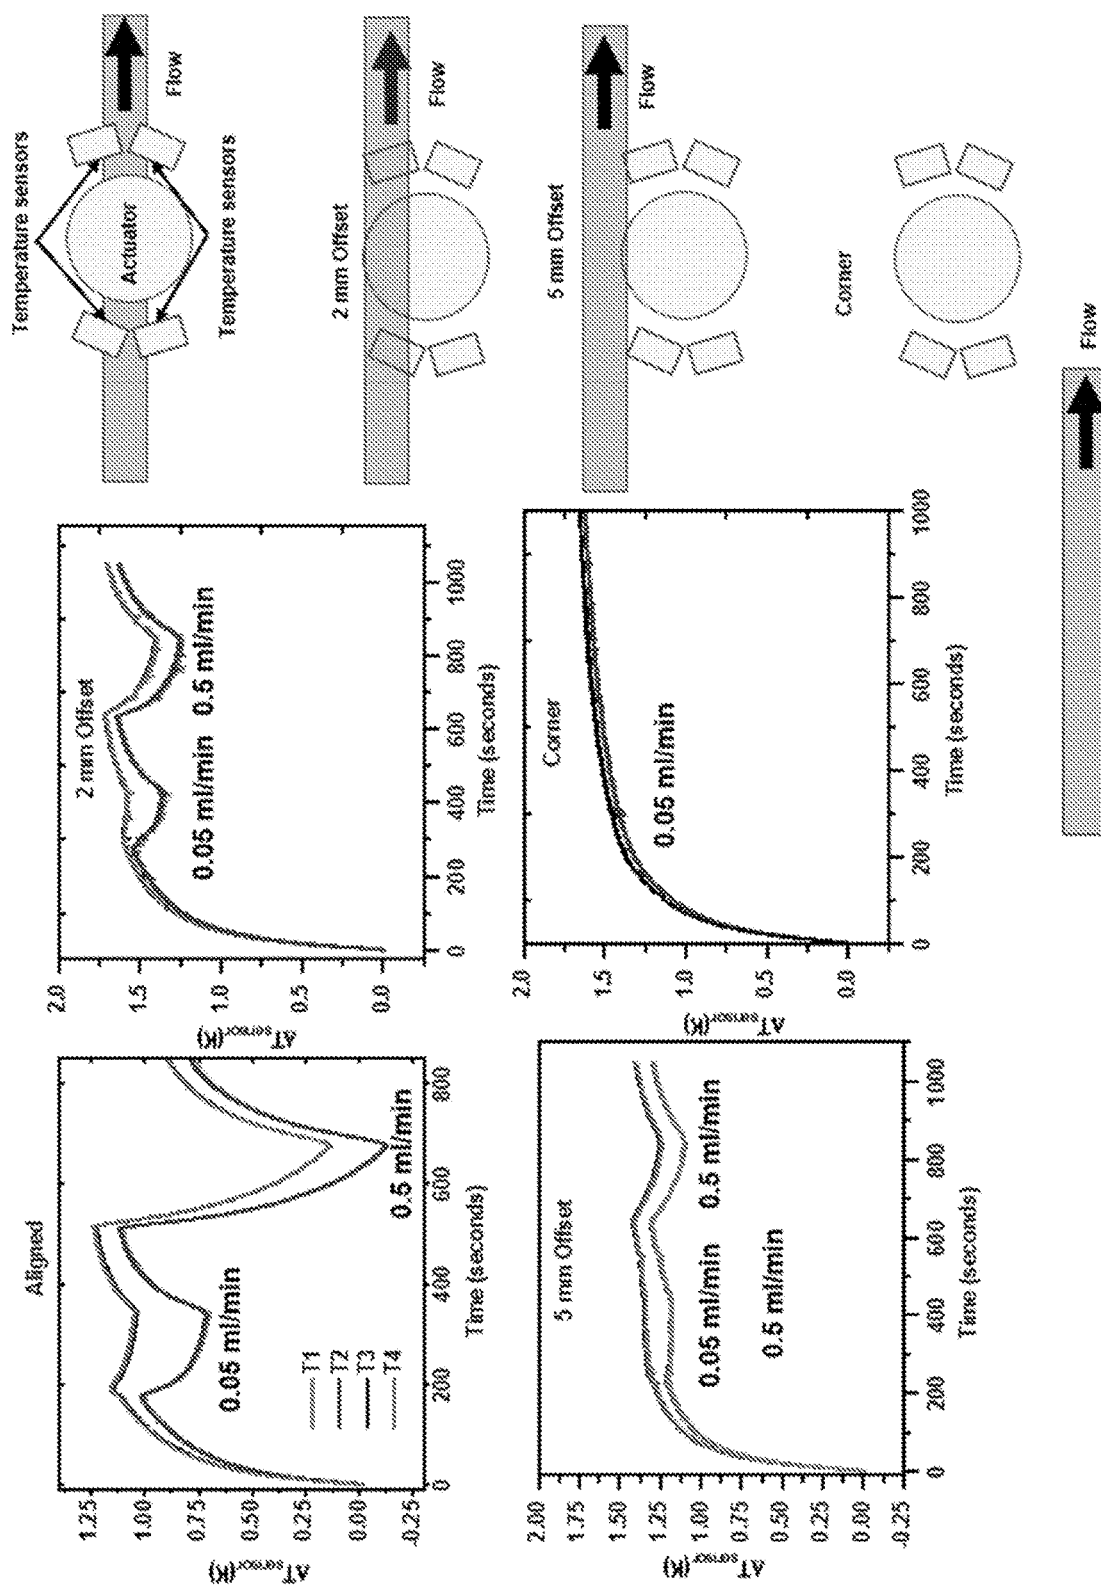 Aligned
ΔTsensor(K)
1.25
1.00
0.75
0.50
0.25
0.00
-0.25
0.05 ml/min
0.5 ml/min
T1
T2
T3
T4
0
200
400
600
800
Time (seconds)
2 mm Offset
ΔTsensor(K)
2.0
1.5
1.0
0.5
0.0
0.05 ml/min 0.5 ml/min
0
200
400
600
800
1000
Time (seconds)
Temperature sensors
Actuator
Temperature sensors
Flow
2 mm Offset
Flow
5 mm Offset
ΔTsensor(K)
2.00
1.75
1.50
1.25
1.00
0.75
0.50
0.25
0.00
-0.25
0.05 ml/min 0.5 ml/min
0.5 ml/min
0
200
400
600
800
1000
Time (seconds)
Corner
ΔTsensor(K)
2.0
1.5
1.0
0.5
0.0
0.05 ml/min
0
200
400
600
800
1000
Time (seconds)
5 mm Offset
Flow
Corner
Flow